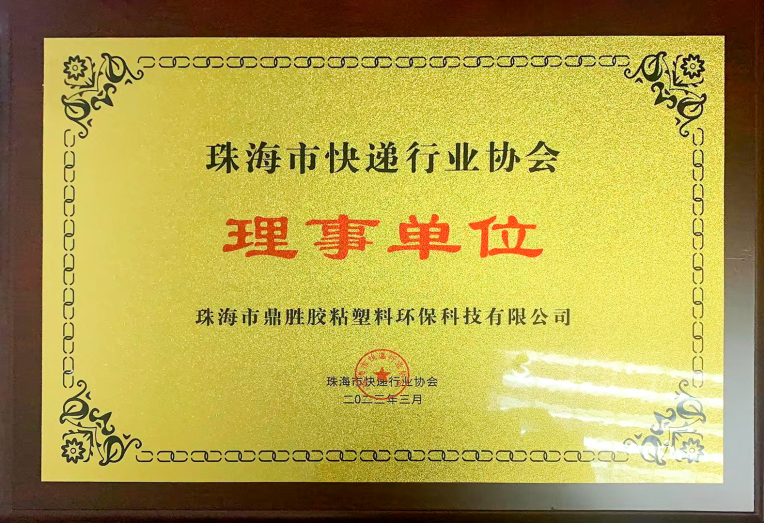 珠海市快递行业协会
理事单位
珠海市鼎胜胶粘塑料环保科技有限公司
珠海市快递行业协会
二〇二二年三月